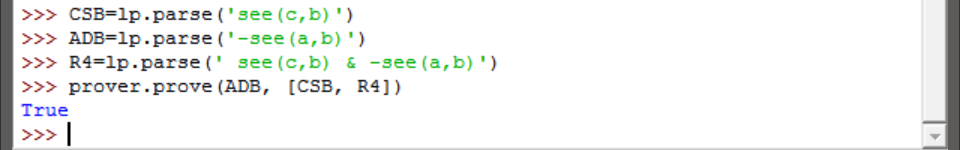 >>> CSB=lp.parse('see(c,b)')
>>> ADB=lp.parse('-see(a,b)')
>>> R4=lp.parse(' see(c,b) & -see(a,b)')
>>> prover.prove(ADB, [CSB, R4])
True
>>>